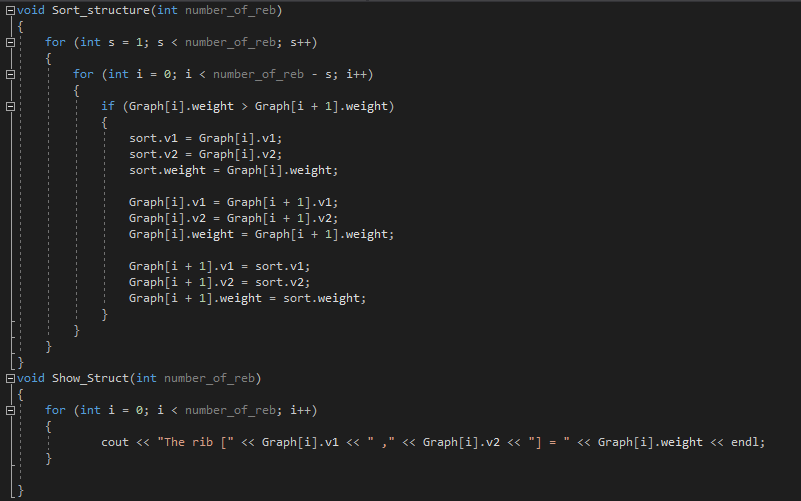 void Sort_structure(int number_of_reb)
{
for (int s = 1; s < number_of_reb; s++)
{
for (int i = 0; i < number_of_reb - s; i++)
{
if (Graph[i].weight > Graph[i + 1].weight)
{
sort.v1 = Graph[i].v1;
sort.v2 = Graph[i].v2;
sort.weight = Graph[i].weight;
Graph[i].v1 = Graph[i + 1].v1;
Graph[i].v2 = Graph[i + 1].v2;
Graph[i].weight = Graph[i + 1].weight;
Graph[i + 1].v1 = sort.v1;
Graph[i + 1].v2 = sort.v2;
Graph[i + 1].weight = sort.weight;
}
}
}
}
void Show_Struct(int number_of_reb)
{
for (int i = 0; i < number_of_reb; i++)
{
cout << "The rib [" << Graph[i].v1 << " ," << Graph[i].v2 << "] = " << Graph[i].weight << endl;
}
}